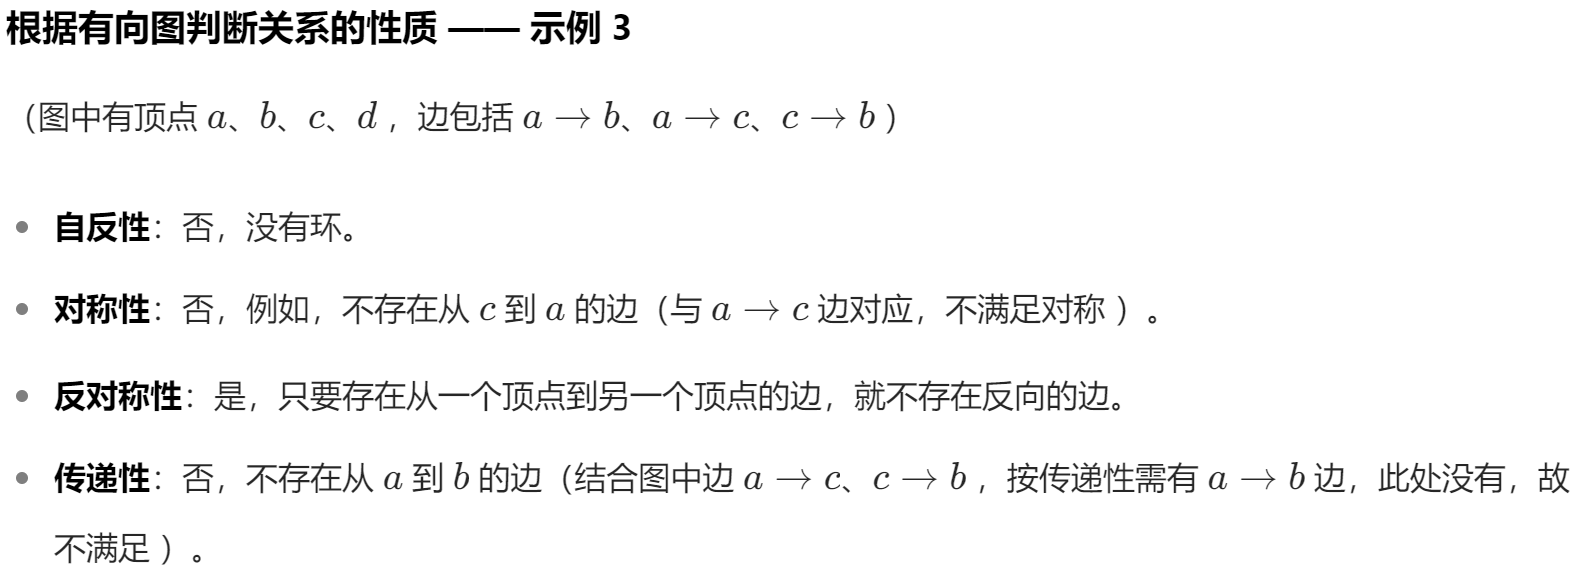 根据有向图判断关系的性质 —— 示例 3
（图中有顶点 a、b、c、d ，边包括 a → b、a → c、c → b ）
• 自反性：否，没有环。
• 对称性：否，例如，不存在从 c 到 a 的边（与 a → c 边对应，不满足对称 ）。
• 反对称性：是，只要存在从一个顶点到另一个顶点的边，就不存在反向的边。
• 传递性：否，不存在从 a 到 b 的边（结合图中边 a → c、c → b ，按传递性需有 a → b 边，此处没有，故
不满足 ）。